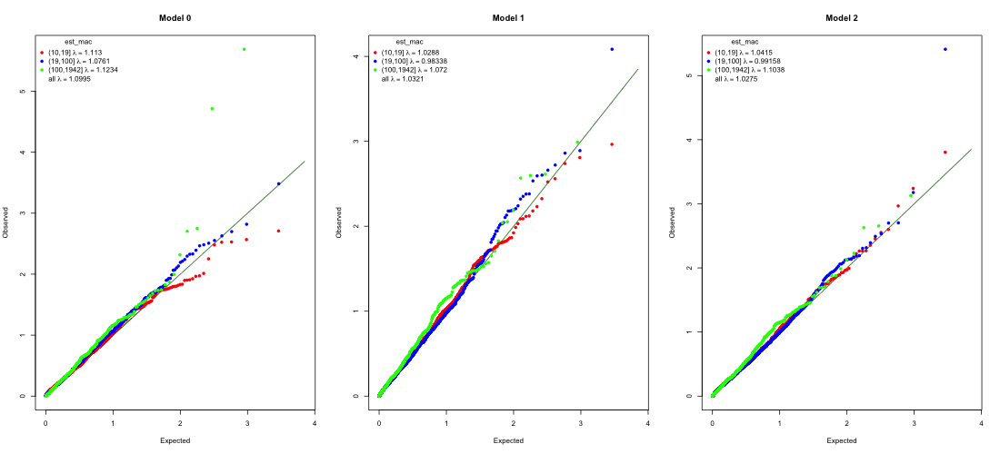 Model 0
est_mac
(10,19] λ = 1.113
(19,100] λ = 1.0761
(100,1942] λ = 1.1234
all λ = 1.0995
Observed
5
4
3
2
1
0
0 1 2 3 4
Expected
Model 1
est_mac
(10,19] λ = 1.0288
(19,100] λ = 0.98338
(100,1942] λ = 1.072
all λ = 1.0321
Observed
4
3
2
1
0
0 1 2 3 4
Expected
Model 2
est_mac
(10,19] λ = 1.0415
(19,100] λ = 0.99158
(100,1942] λ = 1.1038
all λ = 1.0275
Observed
5
4
3
2
1
0
0 1 2 3 4
Expected